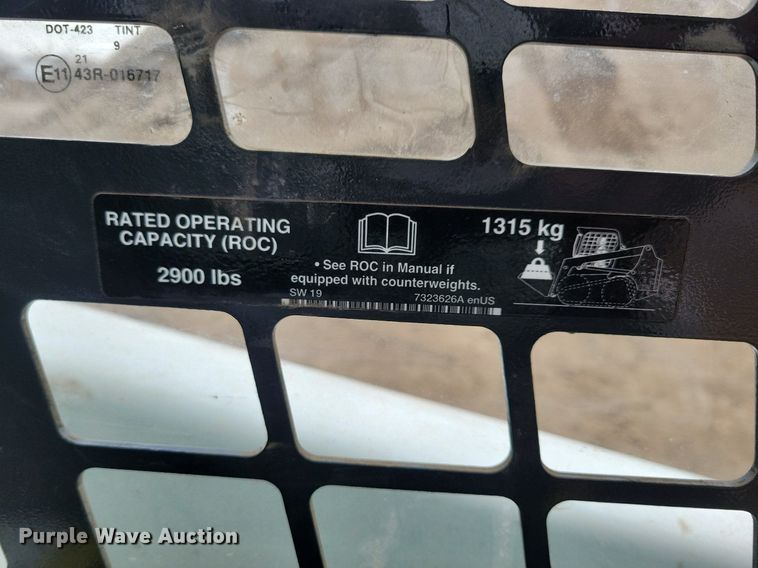 DOT-423 TINT
9
21
E11 43R-016717
RATED OPERATING
CAPACITY (ROC)
2900 lbs
• See ROC in Manual if
equipped with counterweights.
SW 19 7323626A enUS
1315 kg
Purple Wave Auction